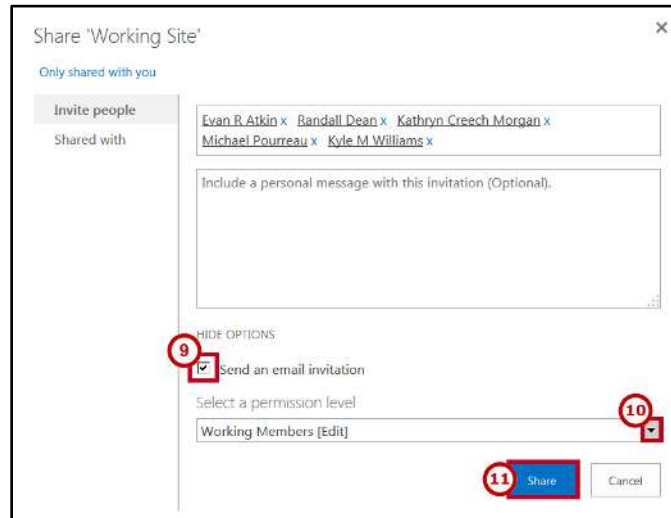 Share 'Working Site'
×
Only shared with you
Invite people
Shared with
Evan R Atkin x Randall Dean x Kathryn Creech Morgan x
Michael Pourreau x Kyle M Williams x
Include a personal message with this invitation (Optional).
HIDE OPTIONS
9
Send an email invitation
Select a permission level
10
Working Members [Edit]
11
Share
Cancel